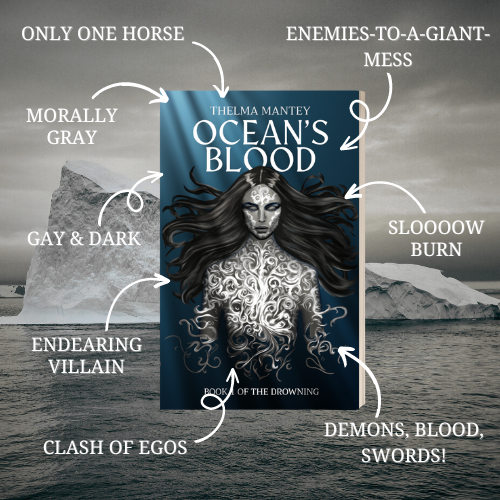 ONLY ONE HORSE
ENEMIES-TO-A-GIANT-
MESS
MORALLY
GRAY
THELMA MANTEY
OCEAN'S
BLOOD
GAY & DARK
SLOOOOW
BURN
ENDEARING
VILLAIN
BOOK 1 OF THE DROWNING
CLASH OF EGOS
DEMONS, BLOOD,
SWORDS!